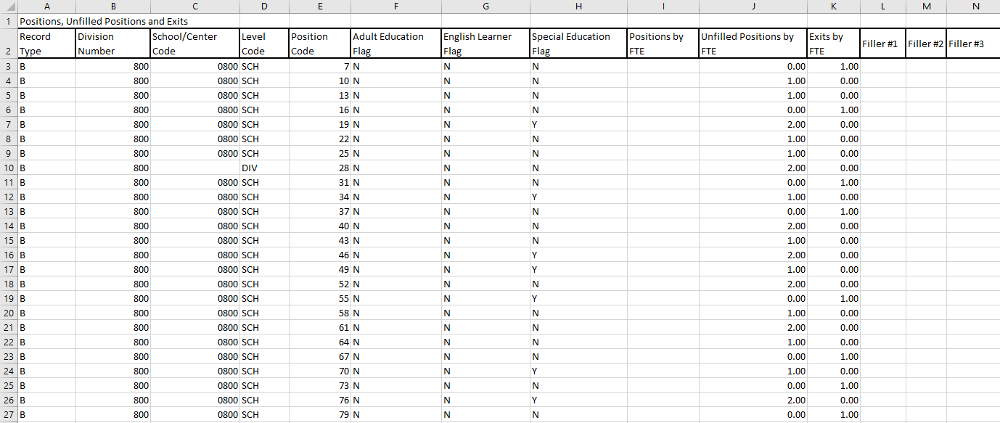 A B C D E F G H I J K L M N
1 Positions, Unfilled Positions and Exits
Record Division School/Center Level Position Adult Education English Learner Special Education Positions by Unfilled Positions by Exits by
2 Type Number Code Code Code Flag Flag Flag FTE FTE FTE Filler #1 Filler #2 Filler #3
3 B 800 0800 SCH 7 N N N 0.00 1.00
4 B 800 0800 SCH 10 N N N 1.00 0.00
5 B 800 0800 SCH 13 N N N 1.00 0.00
6 B 800 0800 SCH 16 N N N 0.00 1.00
7 B 800 0800 SCH 19 N N Y 2.00 0.00
8 B 800 0800 SCH 22 N N N 1.00 0.00
9 B 800 0800 SCH 25 N N N 1.00 0.00
10 B 800 DIV 28 N N N 2.00 0.00
11 B 800 0800 SCH 31 N N N 0.00 1.00
12 B 800 0800 SCH 34 N N Y 1.00 0.00
13 B 800 0800 SCH 37 N N N 0.00 1.00
14 B 800 0800 SCH 40 N N N 2.00 0.00
15 B 800 0800 SCH 43 N N N 1.00 0.00
16 B 800 0800 SCH 46 N N Y 2.00 0.00
17 B 800 0800 SCH 49 N N Y 1.00 0.00
18 B 800 0800 SCH 52 N N N 2.00 0.00
19 B 800 0800 SCH 55 N N Y 0.00 1.00
20 B 800 0800 SCH 58 N N N 1.00 0.00
21 B 800 0800 SCH 61 N N N 2.00 0.00
22 B 800 0800 SCH 64 N N N 1.00 0.00
23 B 800 0800 SCH 67 N N N 0.00 1.00
24 B 800 0800 SCH 70 N N Y 1.00 0.00
25 B 800 0800 SCH 73 N N N 0.00 1.00
26 B 800 0800 SCH 76 N N Y 2.00 0.00
27 B 800 0800 SCH 79 N N N 0.00 1.00